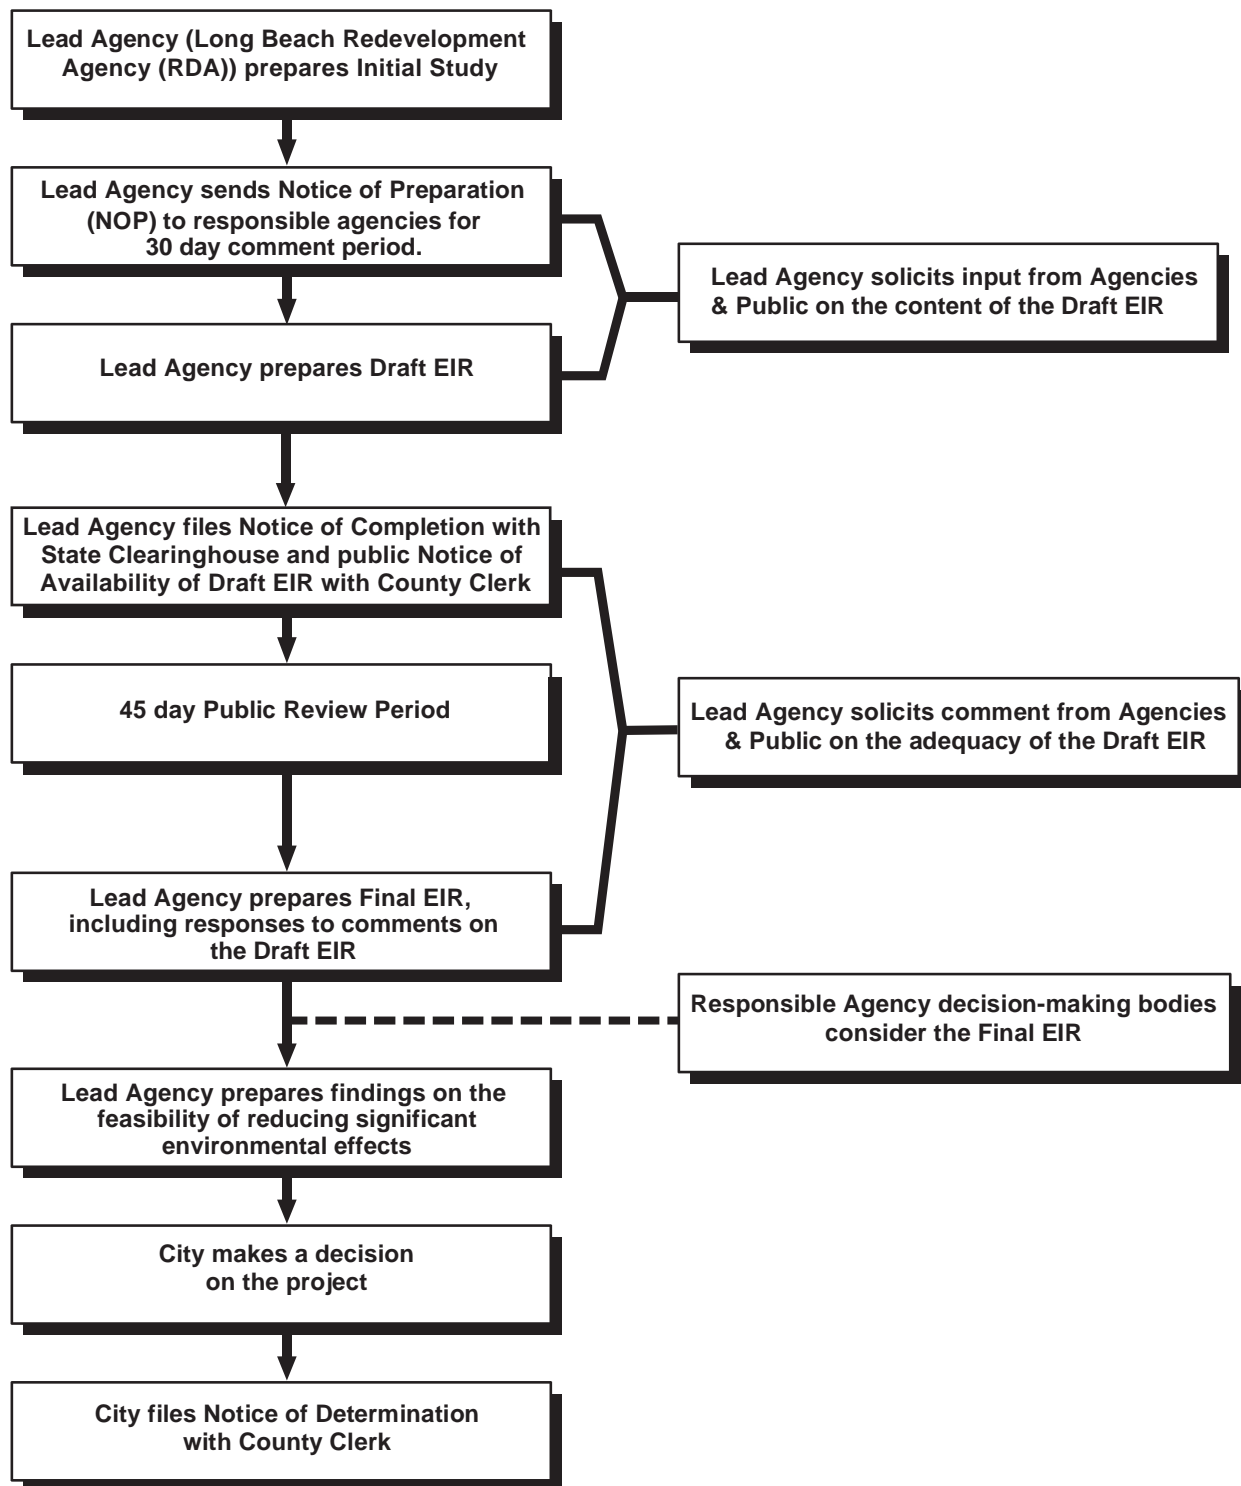 Lead Agency (Long Beach Redevelopment
Agency (RDA)) prepares Initial Study
Lead Agency sends Notice of Preparation
(NOP) to responsible agencies for
30 day comment period.
Lead Agency solicits input from Agencies
& Public on the content of the Draft EIR
Lead Agency prepares Draft EIR
Lead Agency files Notice of Completion with
State Clearinghouse and public Notice of
Availability of Draft EIR with County Clerk
45 day Public Review Period
Lead Agency solicits comment from Agencies
& Public on the adequacy of the Draft EIR
Lead Agency prepares Final EIR,
including responses to comments on
the Draft EIR
Responsible Agency decision-making bodies
consider the Final EIR
Lead Agency prepares findings on the
feasibility of reducing significant
environmental effects
City makes a decision
on the project
City files Notice of Determination
with County Clerk